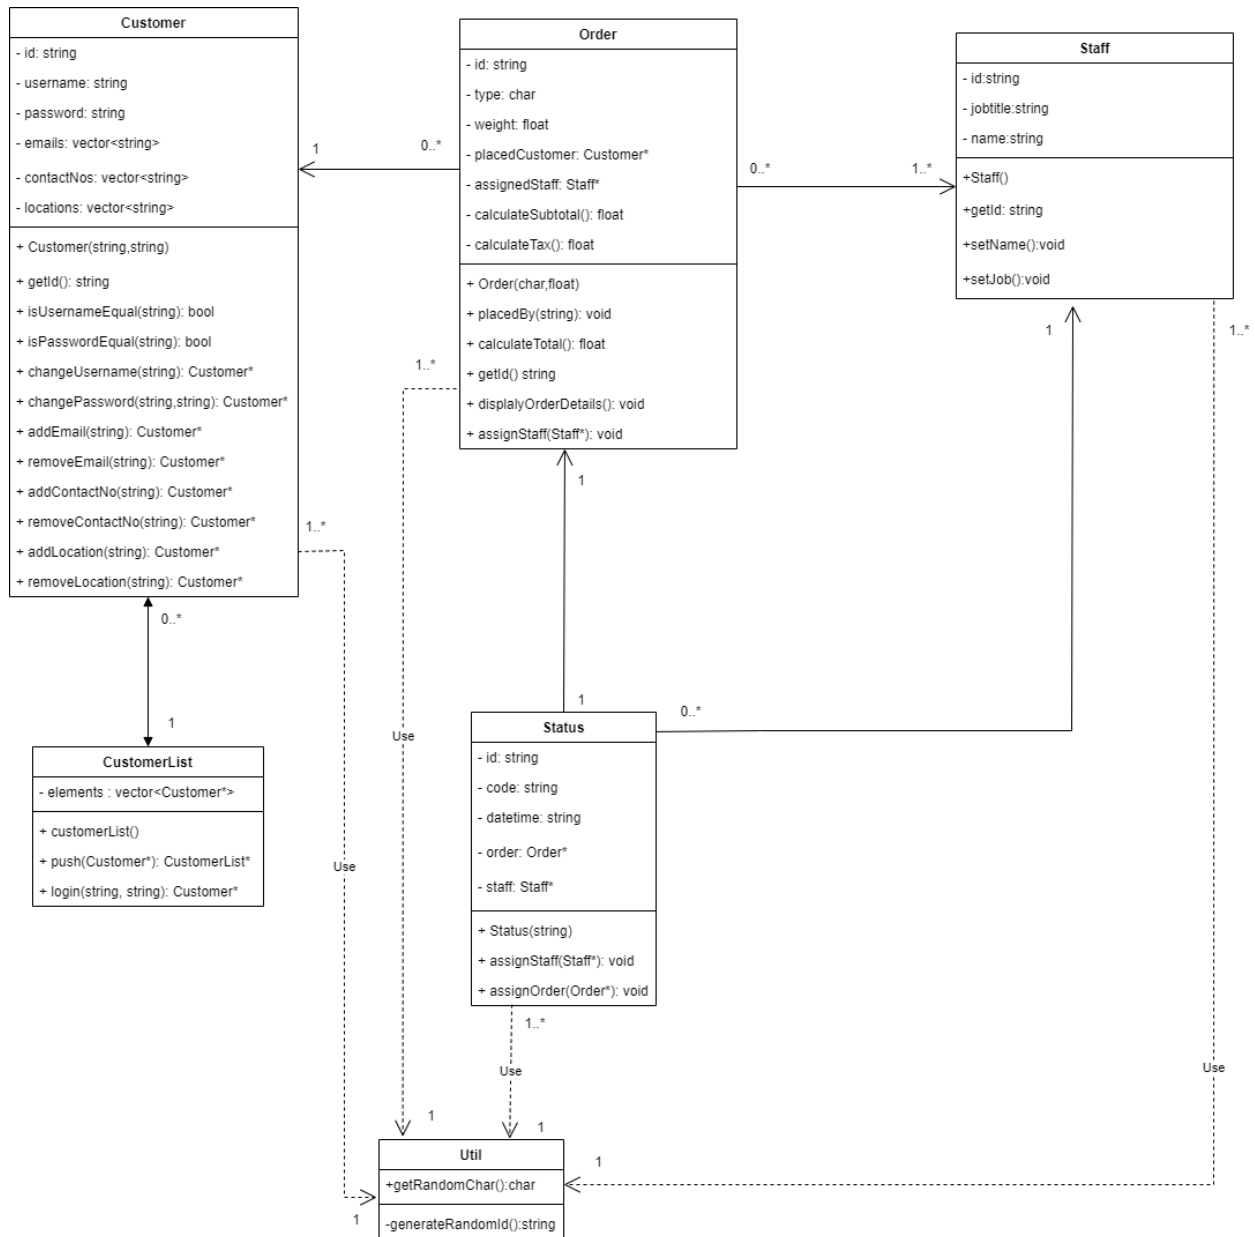 Customer
- id: string
- username: string
- password: string
- emails: vector<string>
- contactNos: vector<string>
- locations: vector<string>
+ Customer(string,string)
+ getId(): string
+ isUsernameEqual(string): bool
+ isPasswordEqual(string): bool
+ changeUsername(string): Customer*
+ changePassword(string,string): Customer*
+ addEmail(string): Customer*
+ removeEmail(string): Customer*
+ addContactNo(string): Customer*
+ removeContactNo(string): Customer*
+ addLocation(string): Customer*
+ removeLocation(string): Customer*
1
0..*
Order
- id: string
- type: char
- weight: float
- placedCustomer: Customer*
- assignedStaff: Staff*
- calculateSubtotal(): float
- calculateTax(): float
+ Order(char,float)
+ placedBy(string): void
+ calculateTotal(): float
+ getId() string
+ displalyOrderDetails(): void
+ assignStaff(Staff*): void
0..*
1..*
Staff
- id:string
- jobtitle:string
- name:string
+Staff()
+getId: string
+setName():void
+setJob():void
1
1..*
1..*
1
1..*
0..*
1
CustomerList
- elements : vector<Customer*>
+ customerList()
+ push(Customer*): CustomerList*
+ login(string, string): Customer*
1
0..*
Status
- id: string
- code: string
- datetime: string
- order: Order*
- staff: Staff*
+ Status(string)
+ assignStaff(Staff*): void
+ assignOrder(Order*): void
Use
Use
1..*
Use
Use
1
1
1
1
Util
+getRandomChar():char
-generateRandomId():string